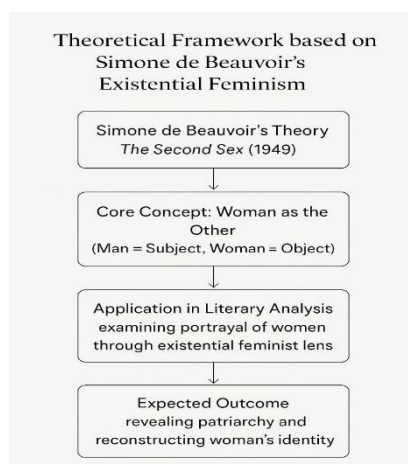 Theoretical Framework based on
Simone de Beauvoir's
Existential Feminism
Simone de Beauvoir's Theory
The Second Sex (1949)
Core Concept: Woman as the
Other
(Man = Subject, Woman = Object)
Application in Literary Analysis
examining portrayal of women
through existential feminist lens
Expected Outcome
revealing patriarchy and
reconstructing woman's identity